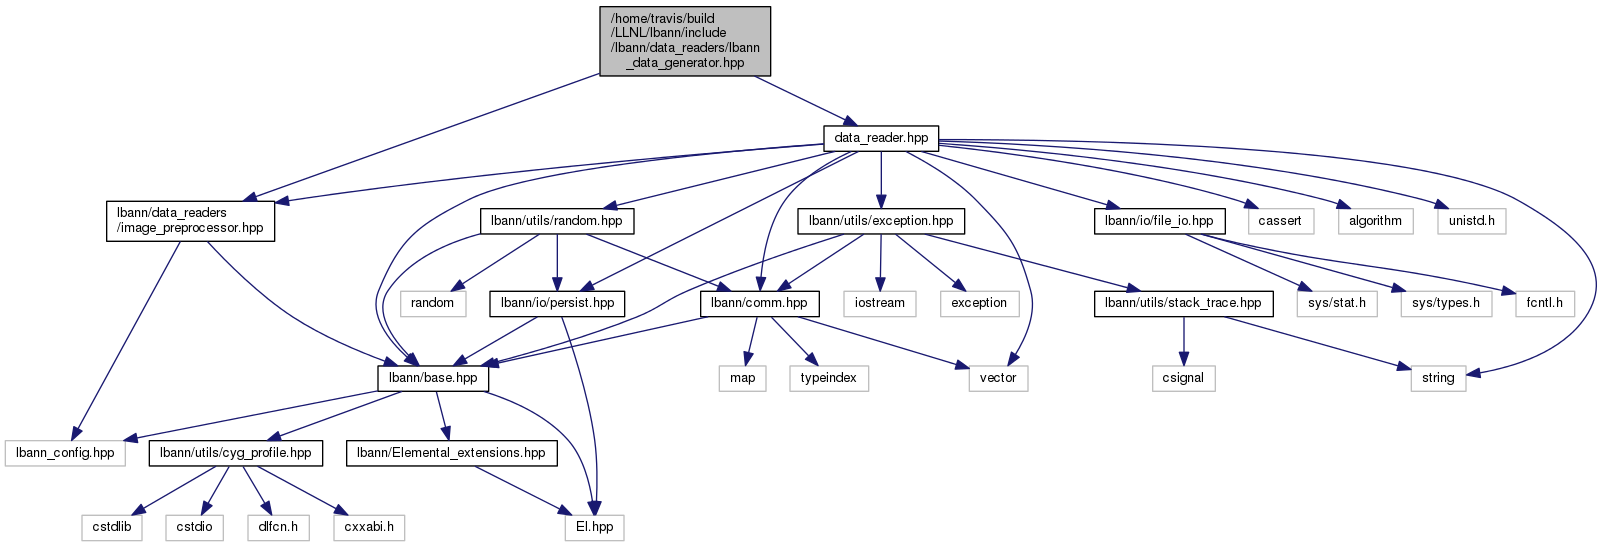 /home/travis/build
/LLNL/lbann/include
/lbann/data_readers/lbann
_data_generator.hpp
data_reader.hpp
lbann/data_readers
/image_preprocessor.hpp
lbann/utils/random.hpp
lbann/utils/exception.hpp
lbann/io/file_io.hpp
cassert
algorithm
unistd.h
random
lbann/io/persist.hpp
lbann/comm.hpp
iostream
exception
lbann/utils/stack_trace.hpp
sys/stat.h
sys/types.h
fcntl.h
lbann/base.hpp
map
typeindex
vector
csignal
string
lbann_config.hpp
lbann/utils/cyg_profile.hpp
lbann/Elemental_extensions.hpp
cstdlib
cstdio
dlfcn.h
cxxabi.h
El.hpp